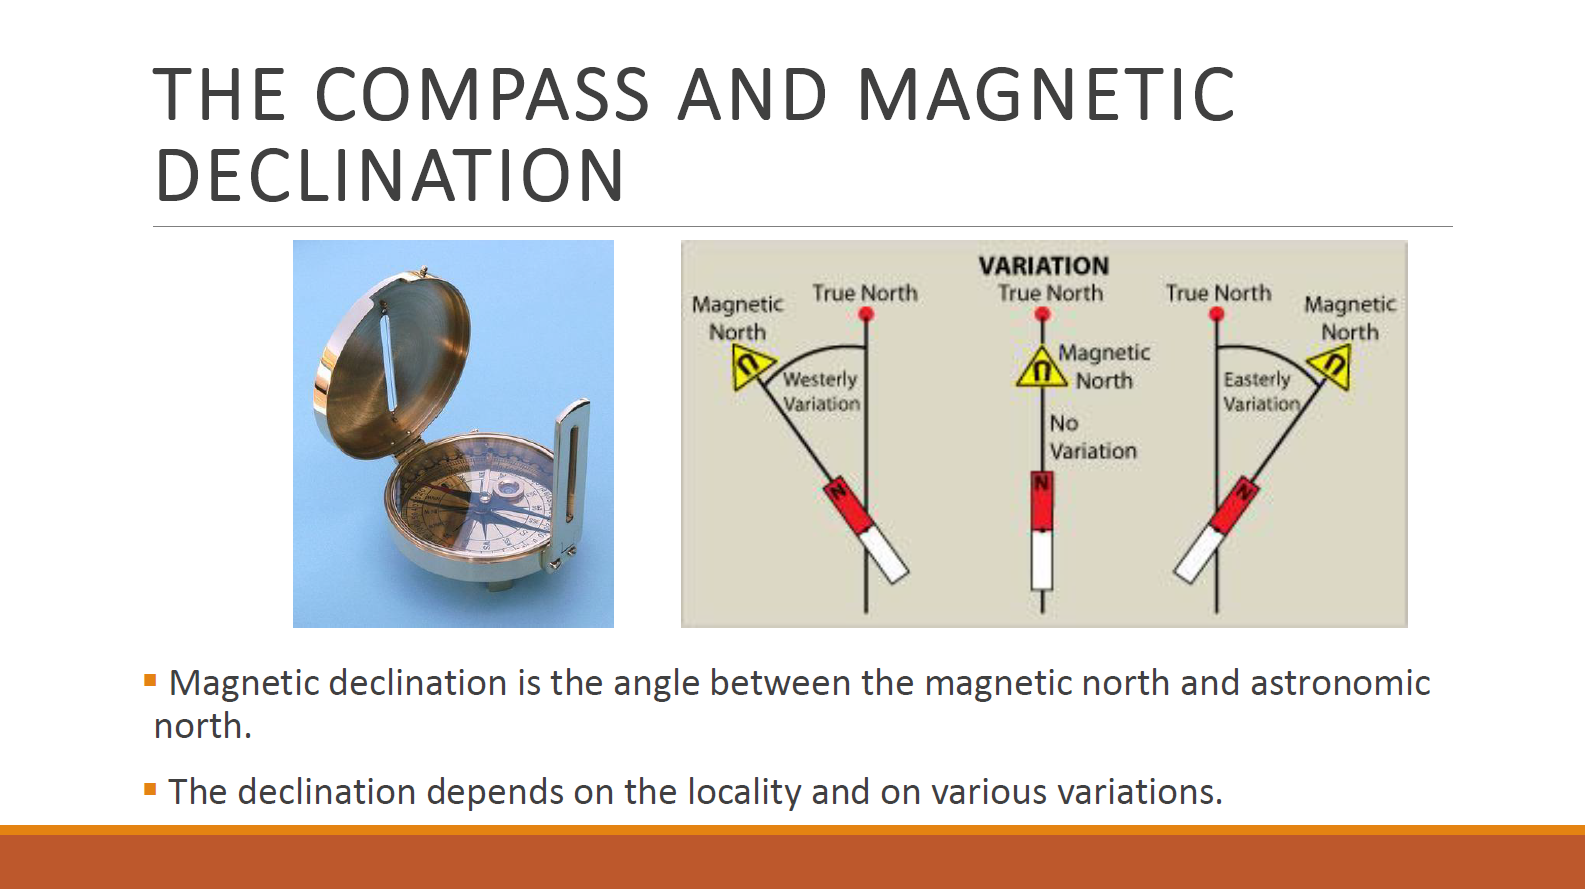 THE COMPASS AND MAGNETIC
DECLINATION
VARIATION
Magnetic
North
True North
Westerly
Variation
N
True North
Magnetic
North
No
Variation
N
True North
Magnetic
North
Easterly
Variation
N
Magnetic declination is the angle between the magnetic north and astronomic
north.
The declination depends on the locality and on various variations.